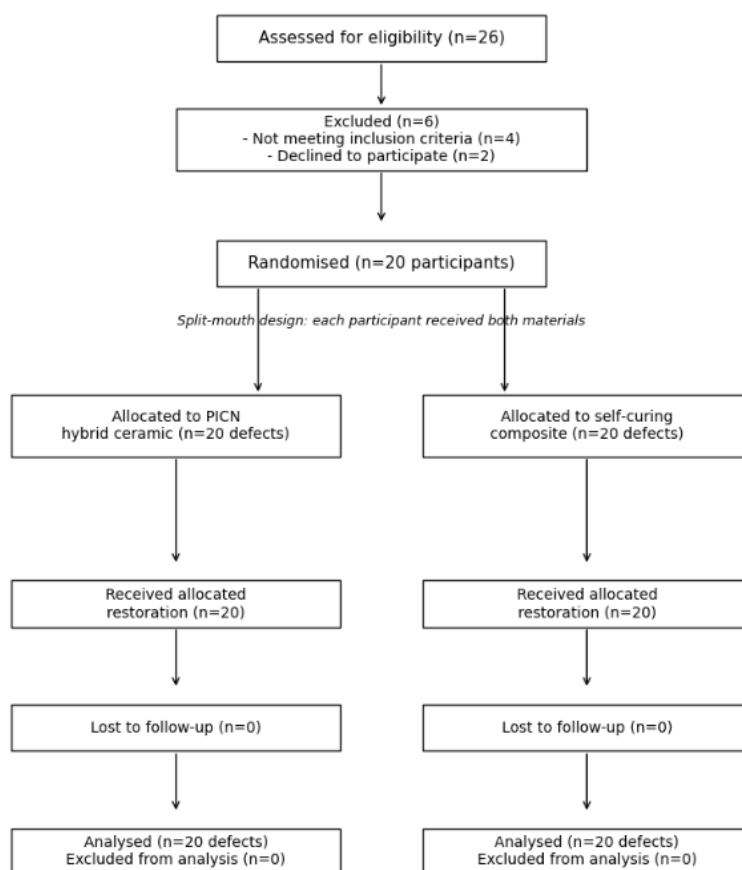 Assessed for eligibility (n=26)
Excluded (n=6)
- Not meeting inclusion criteria (n=4)
- Declined to participate (n=2)
Randomised (n=20 participants)
Split-mouth design: each participant received both materials
Allocated to PICN
hybrid ceramic (n=20 defects)
Allocated to self-curing
composite (n=20 defects)
Received allocated
restoration (n=20)
Received allocated
restoration (n=20)
Lost to follow-up (n=0)
Lost to follow-up (n=0)
Analysed (n=20 defects)
Excluded from analysis (n=0)
Analysed (n=20 defects)
Excluded from analysis (n=0)